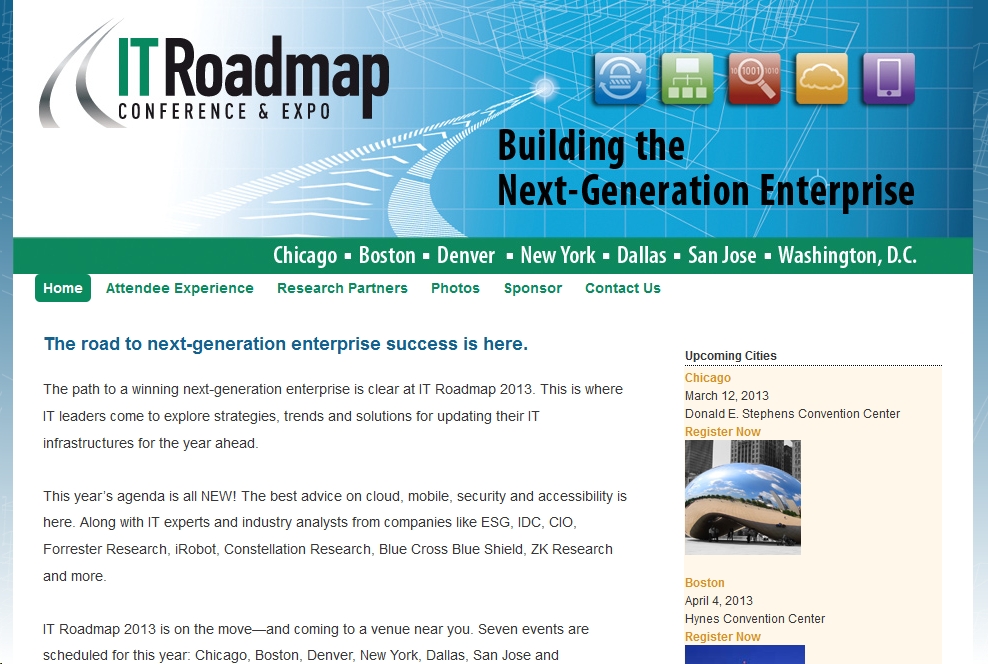 IT Roadmap
CONFERENCE & EXPO
101001 1010
Building the
Next-Generation Enterprise
Chicago ▪ Boston ▪ Denver ▪ New York ▪ Dallas ▪ San Jose ▪ Washington, D.C.
Home Attendee Experience Research Partners Photos Sponsor Contact Us
The road to next-generation enterprise success is here.
The path to a winning next-generation enterprise is clear at IT Roadmap 2013. This is where
IT leaders come to explore strategies, trends and solutions for updating their IT
infrastructures for the year ahead.
This year’s agenda is all NEW! The best advice on cloud, mobile, security and accessibility is
here. Along with IT experts and industry analysts from companies like ESG, IDC, CIO,
Forrester Research, iRobot, Constellation Research, Blue Cross Blue Shield, ZK Research
and more.
IT Roadmap 2013 is on the move—and coming to a venue near you. Seven events are
scheduled for this year: Chicago, Boston, Denver, New York, Dallas, San Jose and
Upcoming Cities
Chicago
March 12, 2013
Donald E. Stephens Convention Center
Register Now
Boston
April 4, 2013
Hynes Convention Center
Register Now